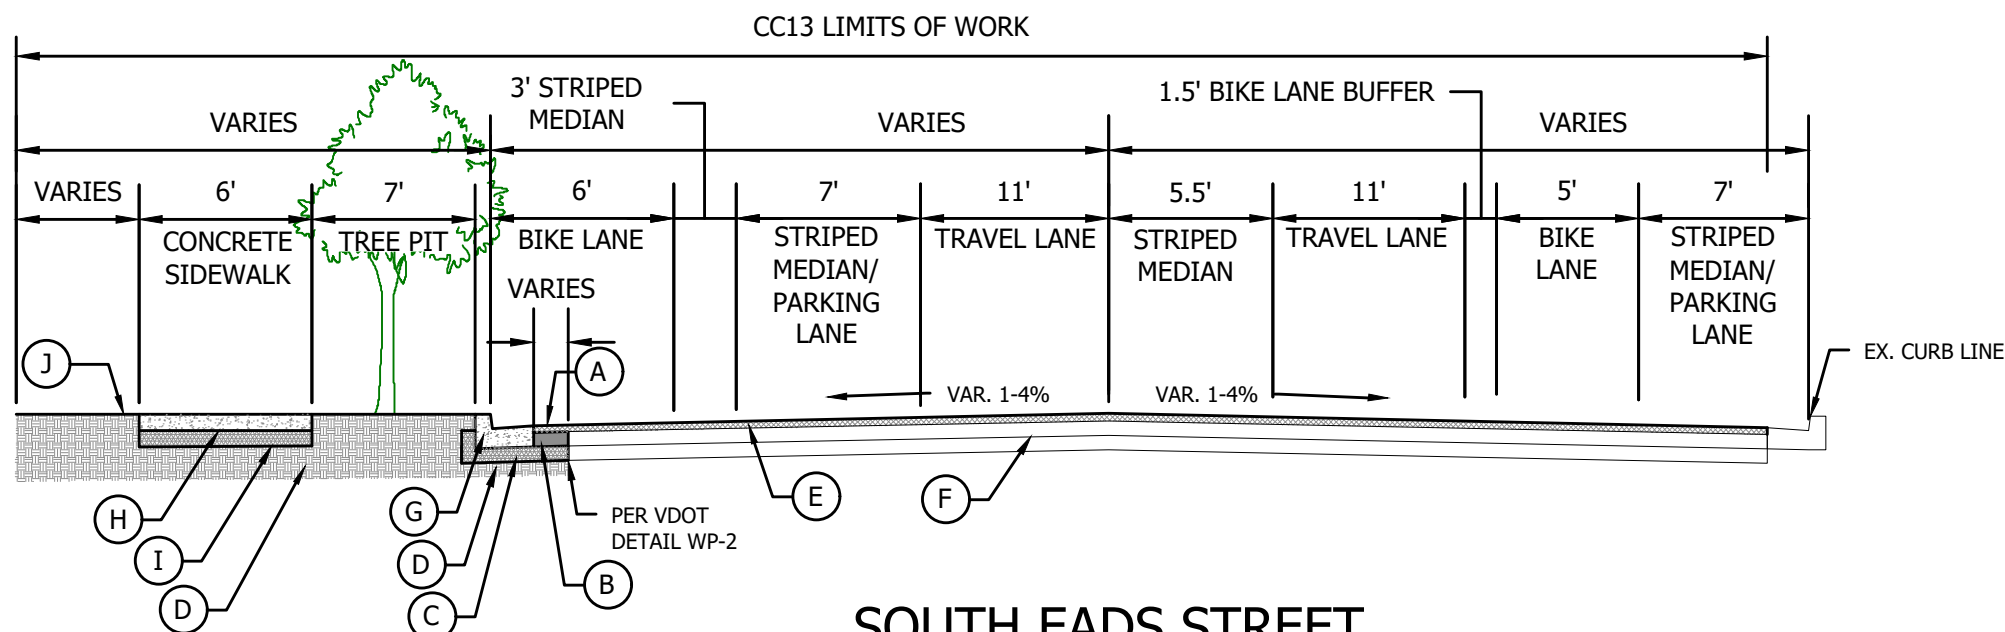 CC13 LIMITS OF WORK
3' STRIPED
MEDIAN
1.5' BIKE LANE BUFFER
VARIES
VARIES
VARIES
VARIES
6'
7'
6'
7'
11'
5.5'
11'
5'
7'
CONCRETE
SIDEWALK
TREE PIT
BIKE LANE
STRIPED
MEDIAN/
PARKING
LANE
TRAVEL LANE
STRIPED
MEDIAN
TRAVEL LANE
BIKE
LANE
STRIPED
MEDIAN/
PARKING
LANE
VARIES
J
A
EX. CURB LINE
VAR. 1-4%
VAR. 1-4%
H
I
D
G
D
C
B
PER VDOT
DETAIL WP-2
E
F
SOUTH EADS STREET